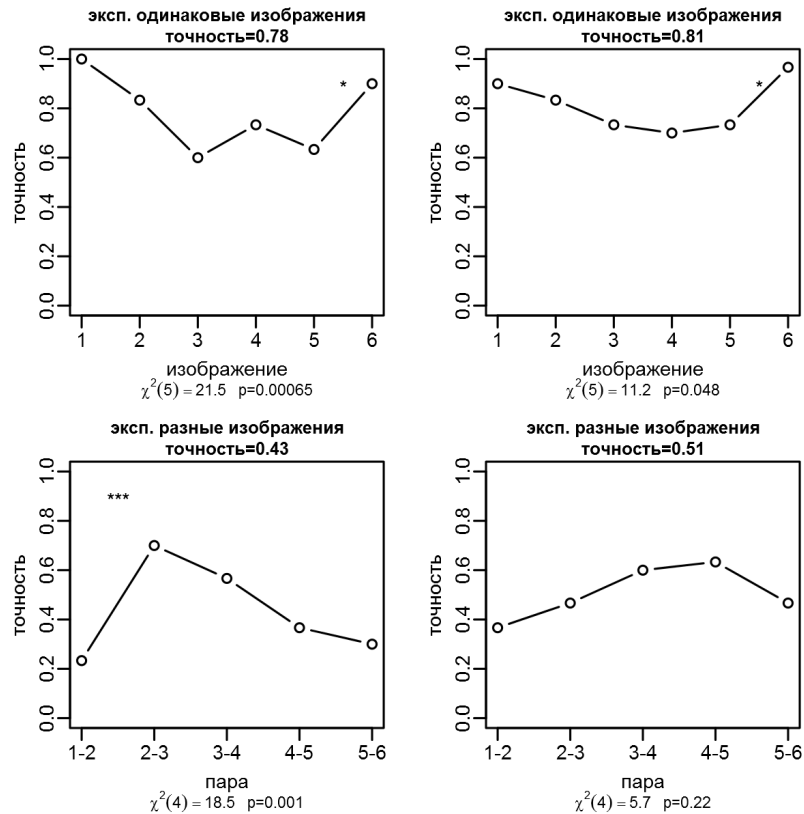 эксп. одинаковые изображения
точность=0.78
точность
1.0
0.8
0.6
0.4
0.2
0.0
*
1 2 3 4 5 6
изображение
χ²(5) = 21.5 p=0.00065
эксп. одинаковые изображения
точность=0.81
точность
1.0
0.8
0.6
0.4
0.2
0.0
*
1 2 3 4 5 6
изображение
χ²(5) = 11.2 p=0.048
эксп. разные изображения
точность=0.43
точность
1.0
0.8
0.6
0.4
0.2
0.0
***
1-2 2-3 3-4 4-5 5-6
пара
χ²(4) = 18.5 p=0.001
эксп. разные изображения
точность=0.51
точность
1.0
0.8
0.6
0.4
0.2
0.0
1-2 2-3 3-4 4-5 5-6
пара
χ²(4) = 5.7 p=0.22